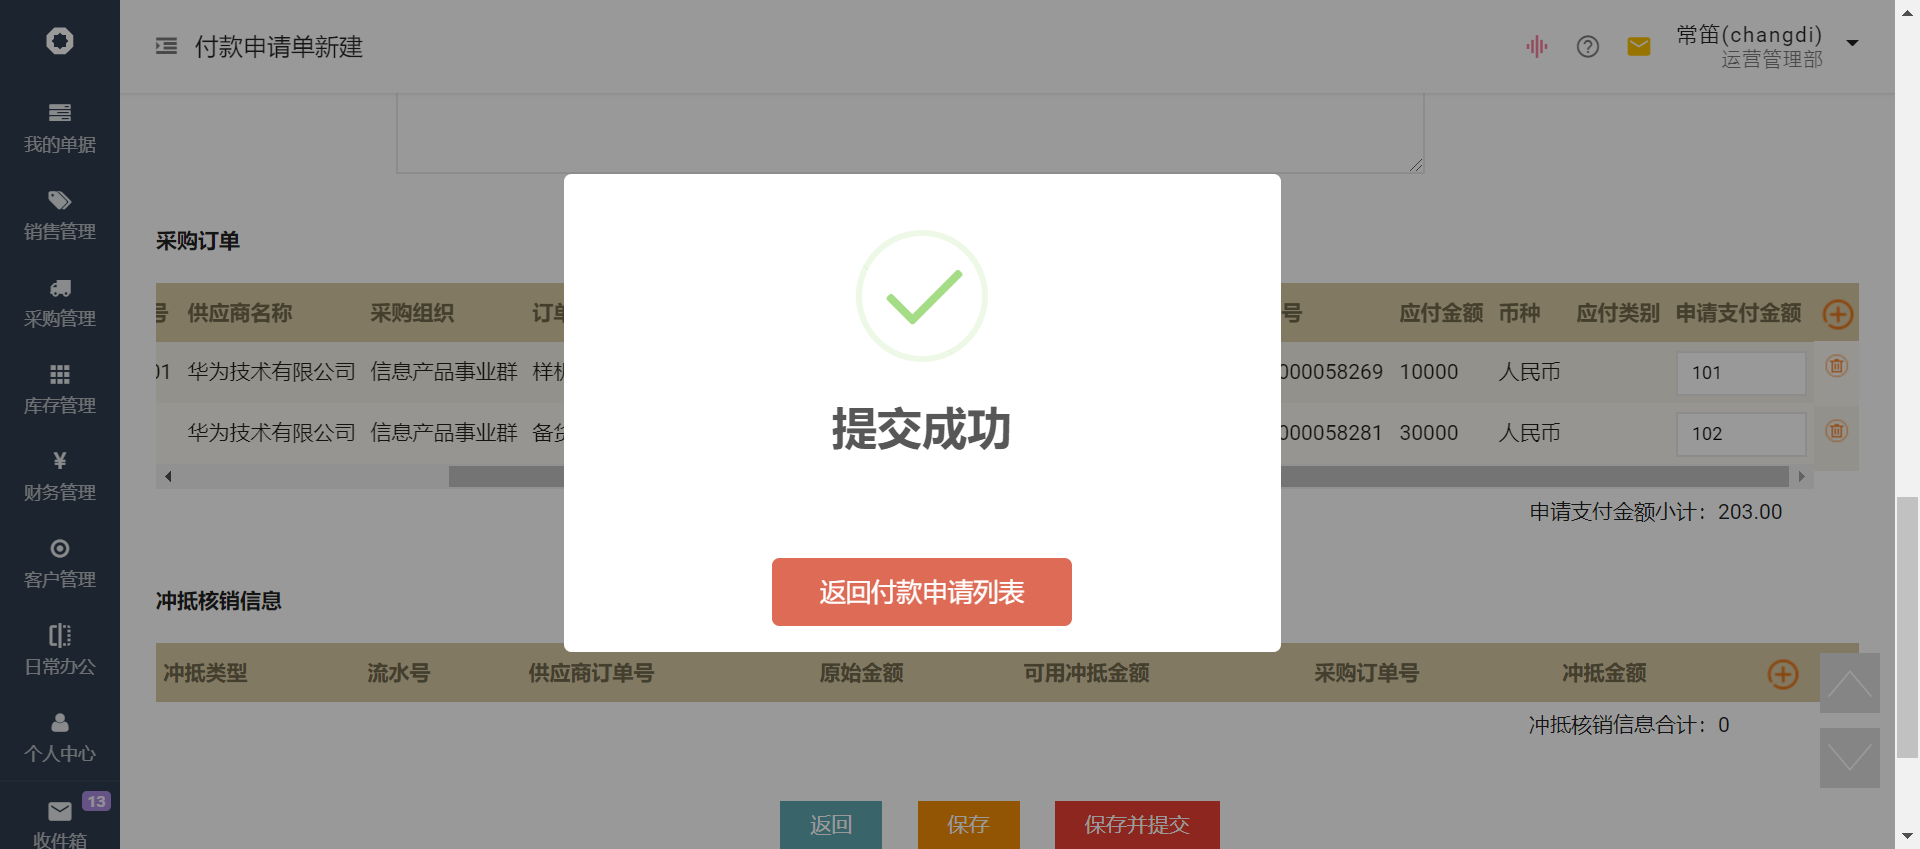 付款申请单新建
常笛(changdi)
运营管理部
我的单据
销售管理
采购管理
库存管理
¥
财务管理
客户管理
日常办公
个人中心
13
收件箱
采购订单
号 供应商名称 采购组织 订单 号 应付金额 币种 应付类别 申请支付金额
01 华为技术有限公司 信息产品事业群 样机 000058269 10000 人民币 101
华为技术有限公司 信息产品事业群 备货 000058281 30000 人民币 102
申请支付金额小计：203.00
提交成功
返回付款申请列表
冲抵核销信息
冲抵类型 流水号 供应商订单号 原始金额 可用冲抵金额 采购订单号 冲抵金额
冲抵核销信息合计：0
返回 保存 保存并提交